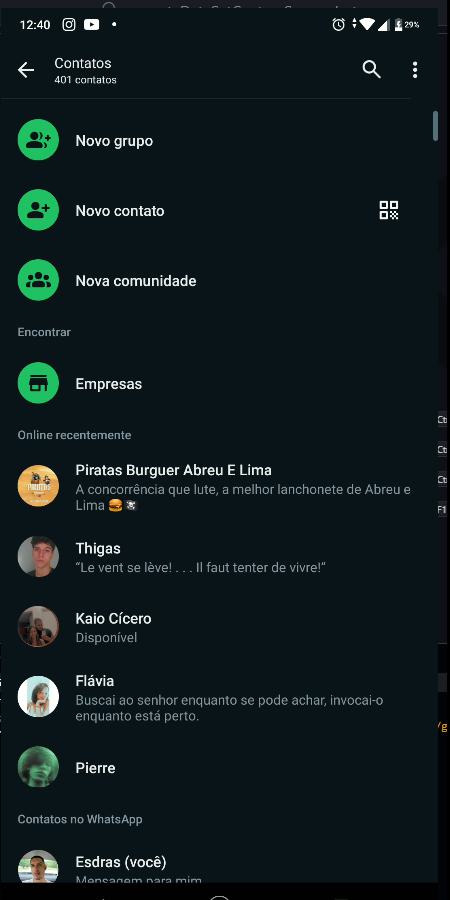 12:40
29%
Contatos
401 contatos
Novo grupo
Novo contato
Nova comunidade
Encontrar
Empresas
Online recentemente
Piratas Burguer Abreu E Lima
A concorrência que lute, a melhor lanchonete de Abreu e
Lima 🍔🏴‍☠️
Thigas
“Le vent se lève! . . . Il faut tenter de vivre!“
Kaio Cícero
Disponível
Flávia
Buscai ao senhor enquanto se pode achar, invocai-o
enquanto está perto.
Pierre
Contatos no WhatsApp
Esdras (você)
Mensagem para mim